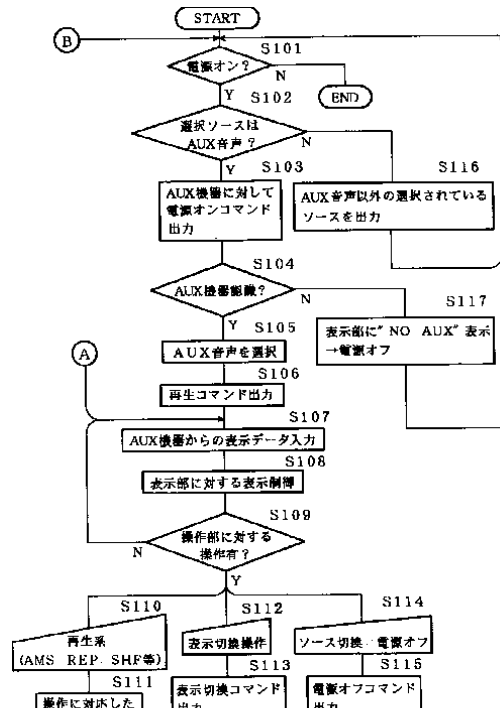 START
B
S101
電源オン?
N
Y
END
S102
選択ソースは
AUX音声?
N
Y
S103
AUX機器に対して
電源オンコマンド
出力
S116
AUX音声以外の選択されている
ソースを出力
S104
AUX機器認識?
N
Y
S117
表示部に"NO AUX"表示
→電源オフ
S105
AUX音声を選択
A
S106
再生コマンド出力
S107
AUX機器からの表示データ入力
S108
表示部に対する表示制御
S109
操作部に対する
操作有?
N
Y
S110
再生系
(AMS REP SHF等)
S112
表示切換操作
S114
ソース切換 電源オフ
S111
操作に対応した
S113
表示切換コマンド
出力
S115
電源オフコマンド
出力